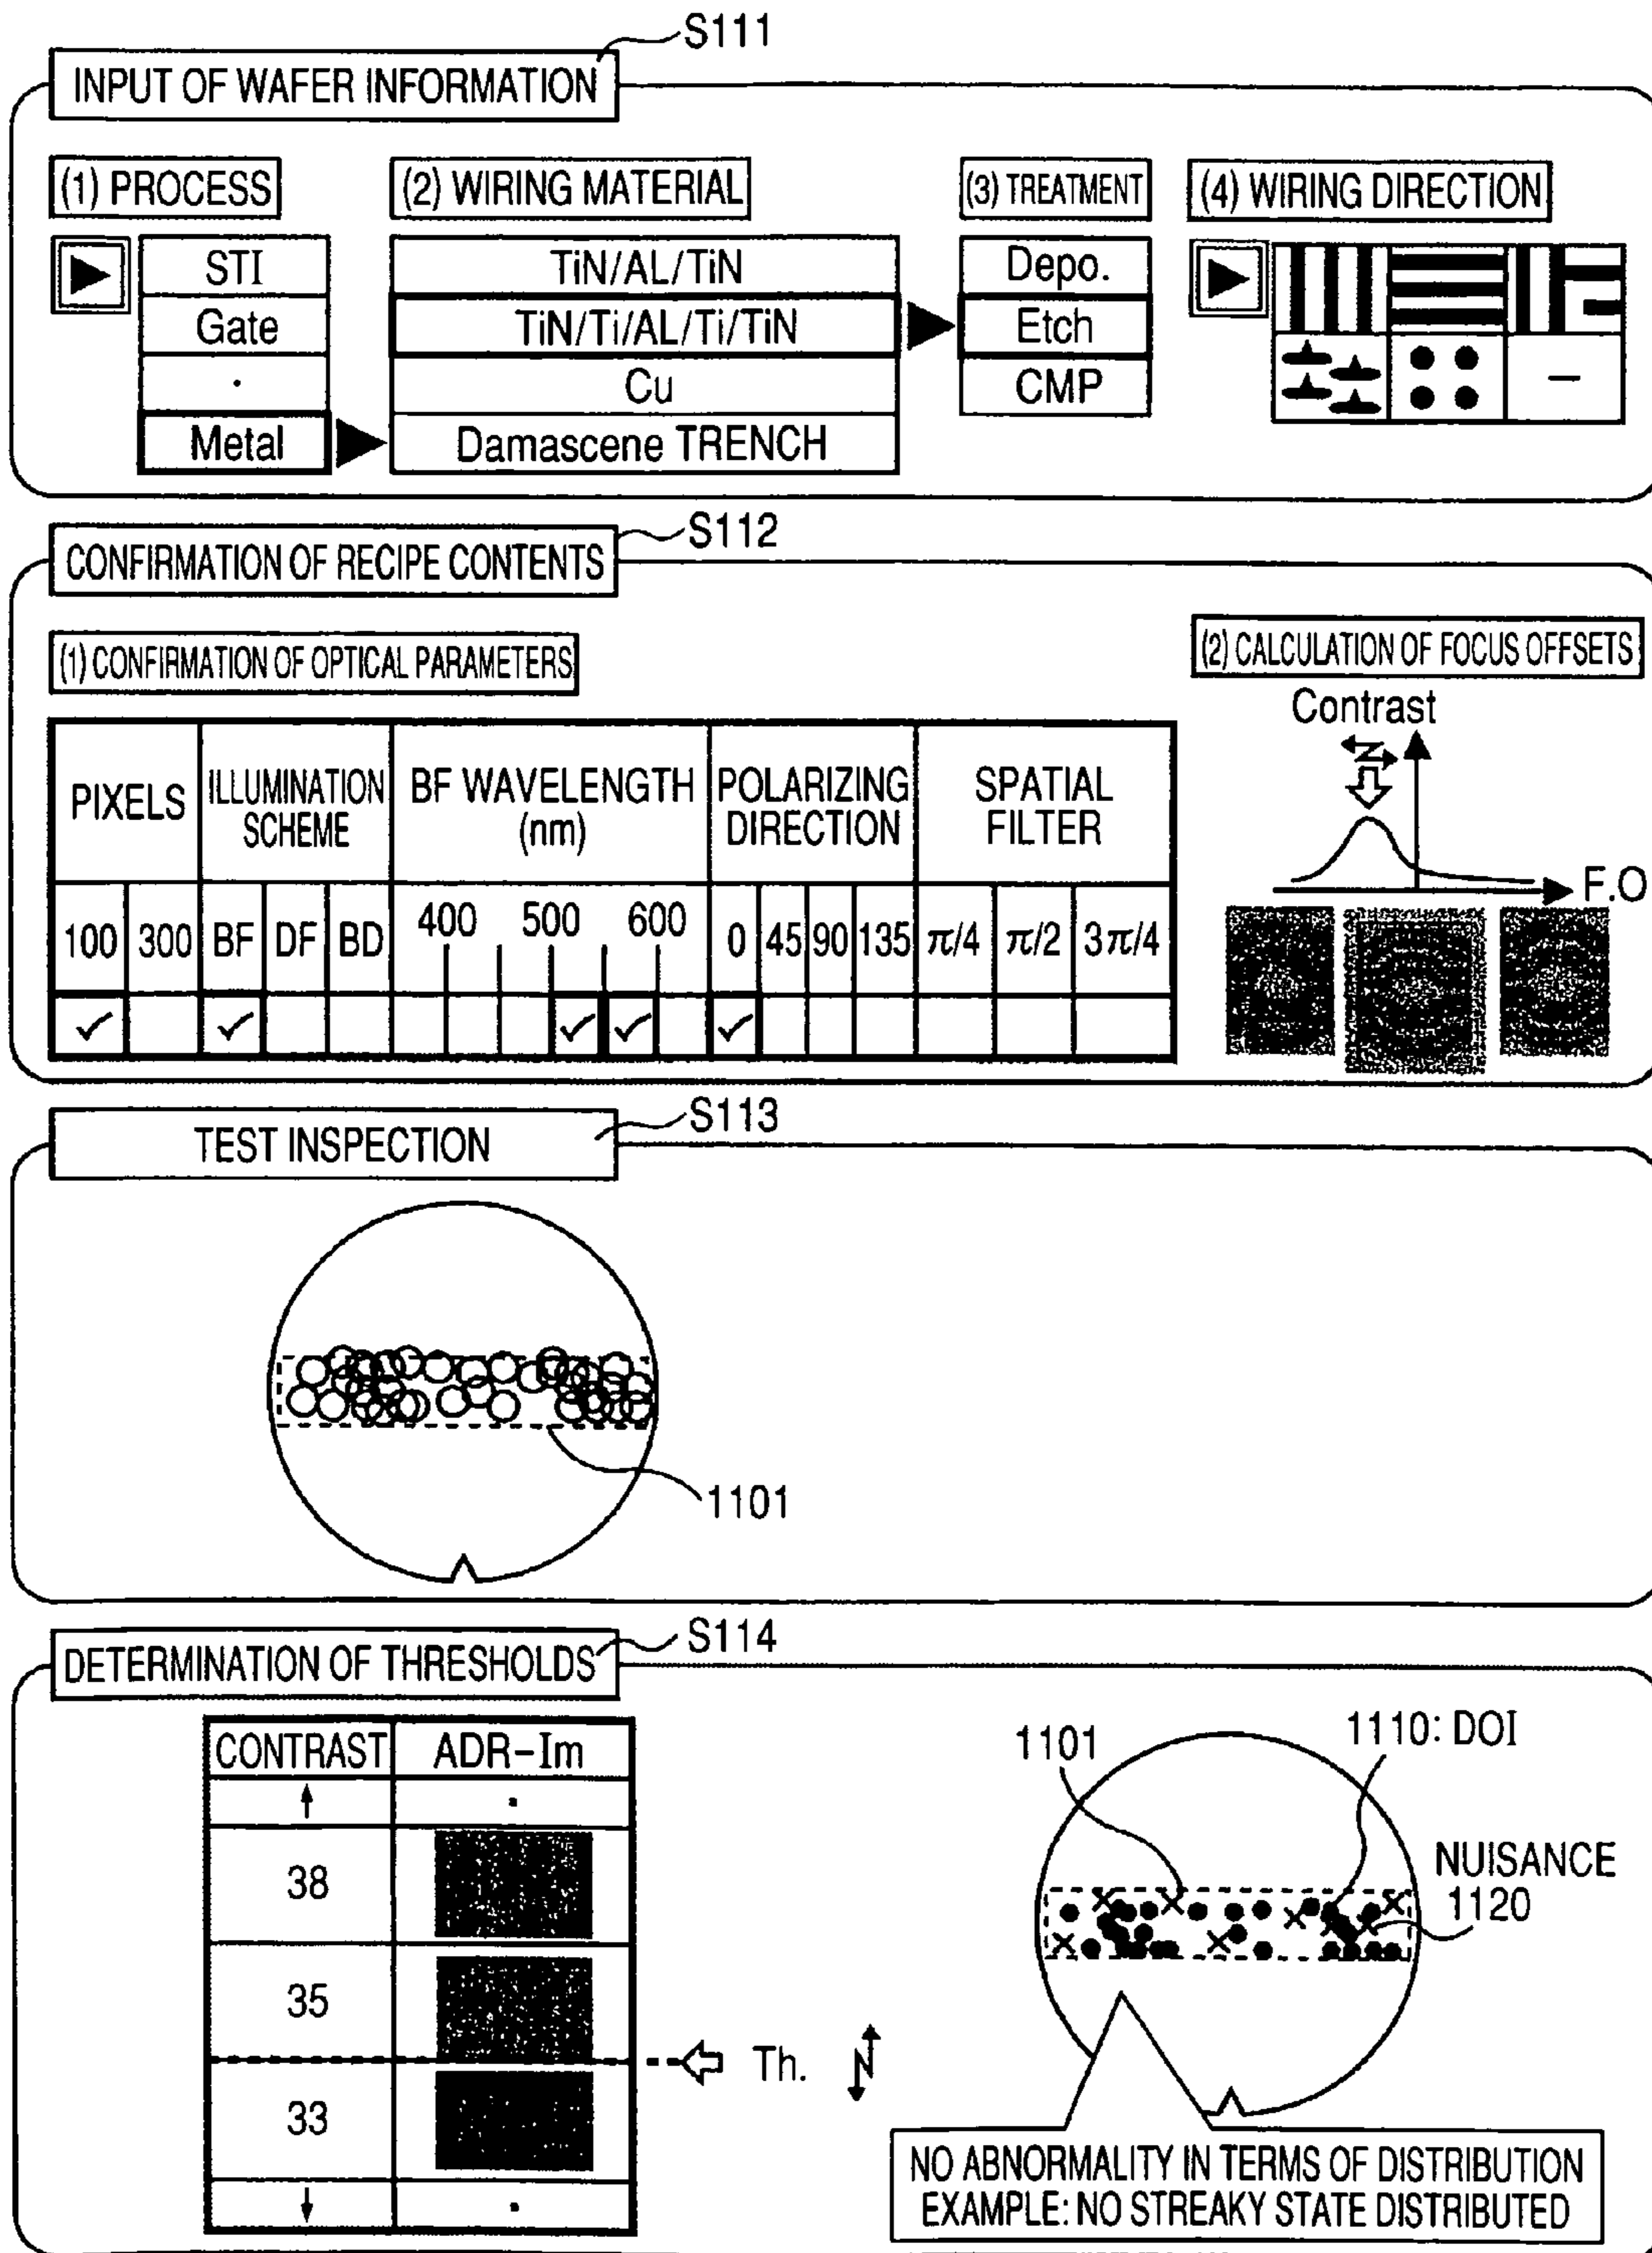 S111
INPUT OF WAFER INFORMATION
(1) PROCESS
(2) WIRING MATERIAL
(3) TREATMENT
(4) WIRING DIRECTION
STI
Gate
·
Metal
TiN/AL/TiN
TiN/Ti/AL/Ti/TiN
Cu
Damascene TRENCH
Depo.
Etch
CMP
S112
CONFIRMATION OF RECIPE CONTENTS
(1) CONFIRMATION OF OPTICAL PARAMETERS
(2) CALCULATION OF FOCUS OFFSETS
PIXELS
ILLUMINATION
SCHEME
BF WAVELENGTH
(nm)
POLARIZING
DIRECTION
SPATIAL
FILTER
100 300 BF DF BD 400 500 600 0 45 90 135 π/4 π/2 3π/4
✓ ✓ ✓ ✓ ✓
Contrast
F.O
S113
TEST INSPECTION
1101
S114
DETERMINATION OF THRESHOLDS
CONTRAST ADR-Im
↑ ·
38
35
33
↓ ·
Th.
1101
1110: DOI
NUISANCE
1120
NO ABNORMALITY IN TERMS OF DISTRIBUTION
EXAMPLE: NO STREAKY STATE DISTRIBUTED